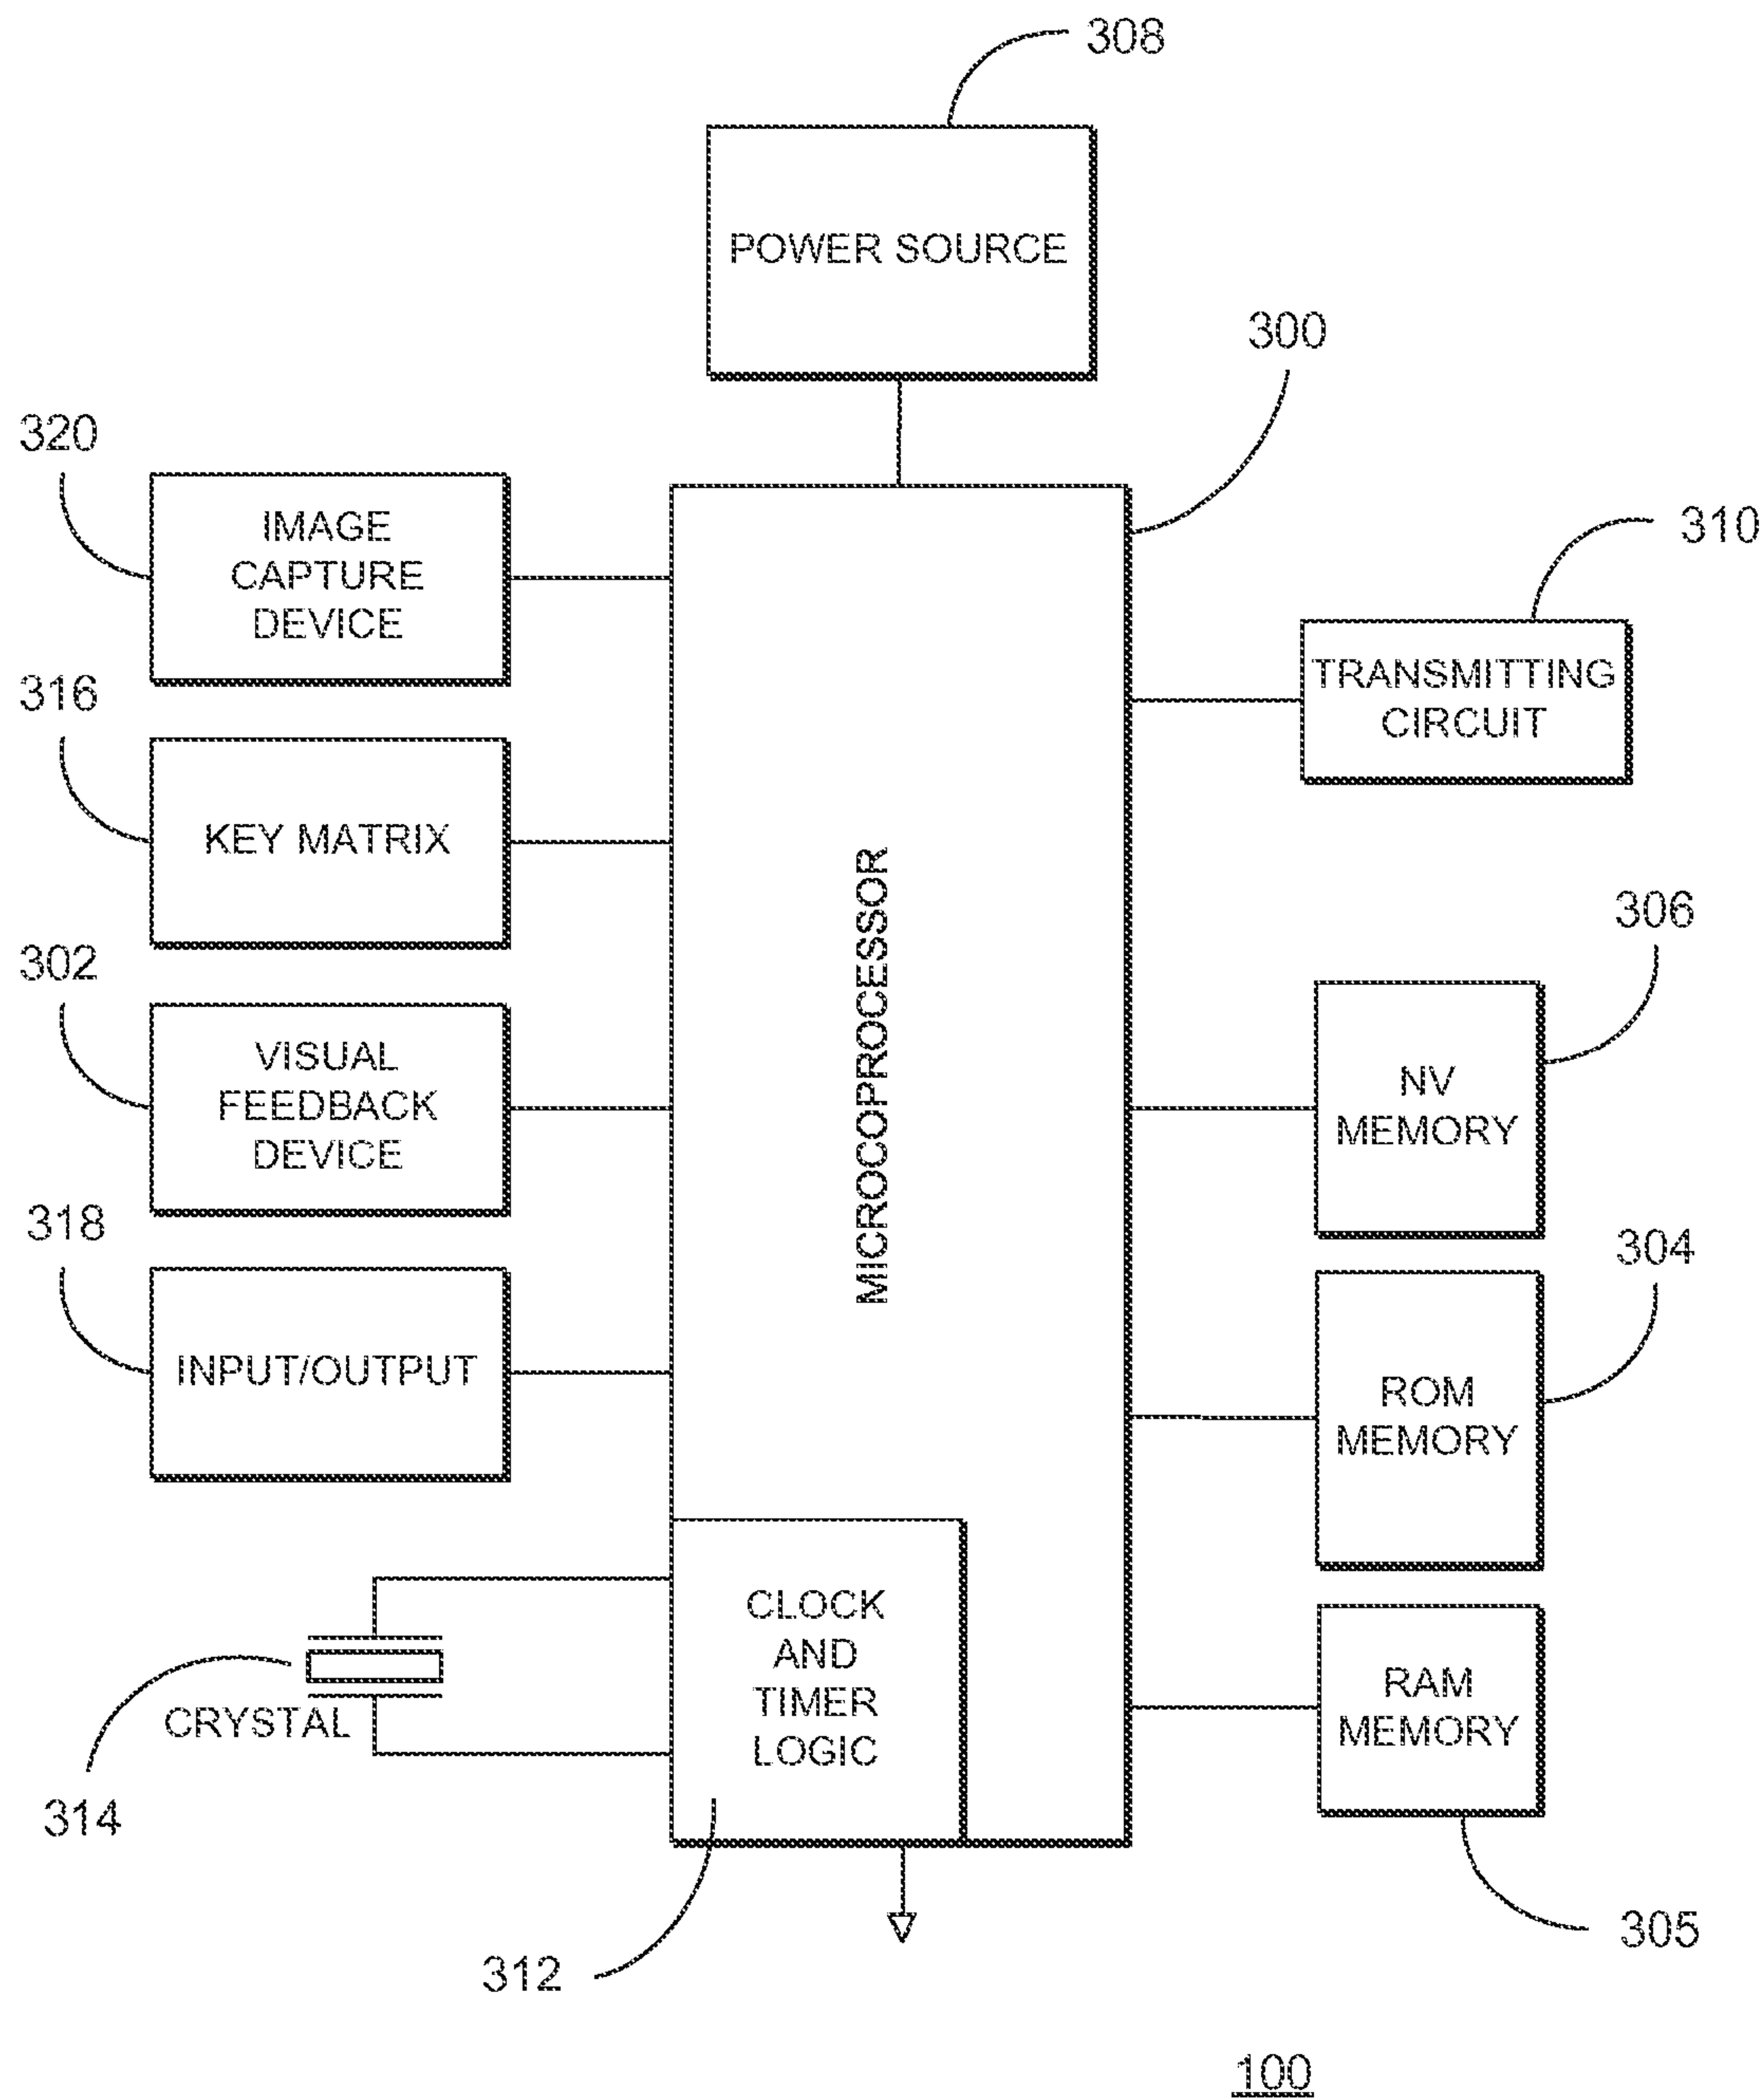 308
POWER SOURCE
300
320
IMAGE
CAPTURE
DEVICE
310
TRANSMITTING
CIRCUIT
316
KEY MATRIX
MICROCOPROCESSOR
306
NV
MEMORY
302
VISUAL
FEEDBACK
DEVICE
318
INPUT/OUTPUT
304
ROM
MEMORY
CLOCK
AND
TIMER
LOGIC
RAM
MEMORY
CRYSTAL
314
305
312
100